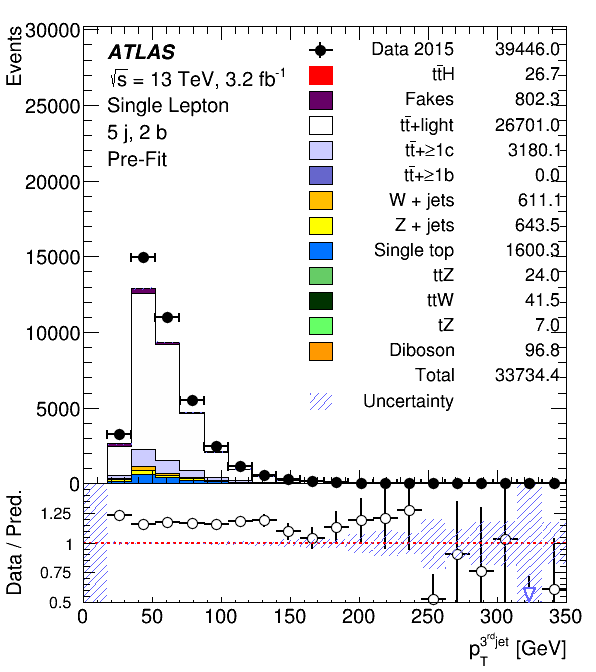 Events
30000
25000
20000
15000
10000
5000
0
ATLAS
√s = 13 TeV, 3.2 fb⁻¹
Single Lepton
5 j, 2 b
Pre-Fit
Data 2015 39446.0
tt̄H 26.7
Fakes 802.3
tt̄+light 26701.0
tt̄+≥1c 3180.1
tt̄+≥1b 0.0
W + jets 611.1
Z + jets 643.5
Single top 1600.3
ttZ 24.0
ttW 41.5
tZ 7.0
Diboson 96.8
Total 33734.4
Uncertainty
Data / Pred.
1.25
1
0.75
0.5
0 50 100 150 200 250 300 350
p_T^{3rd jet} [GeV]